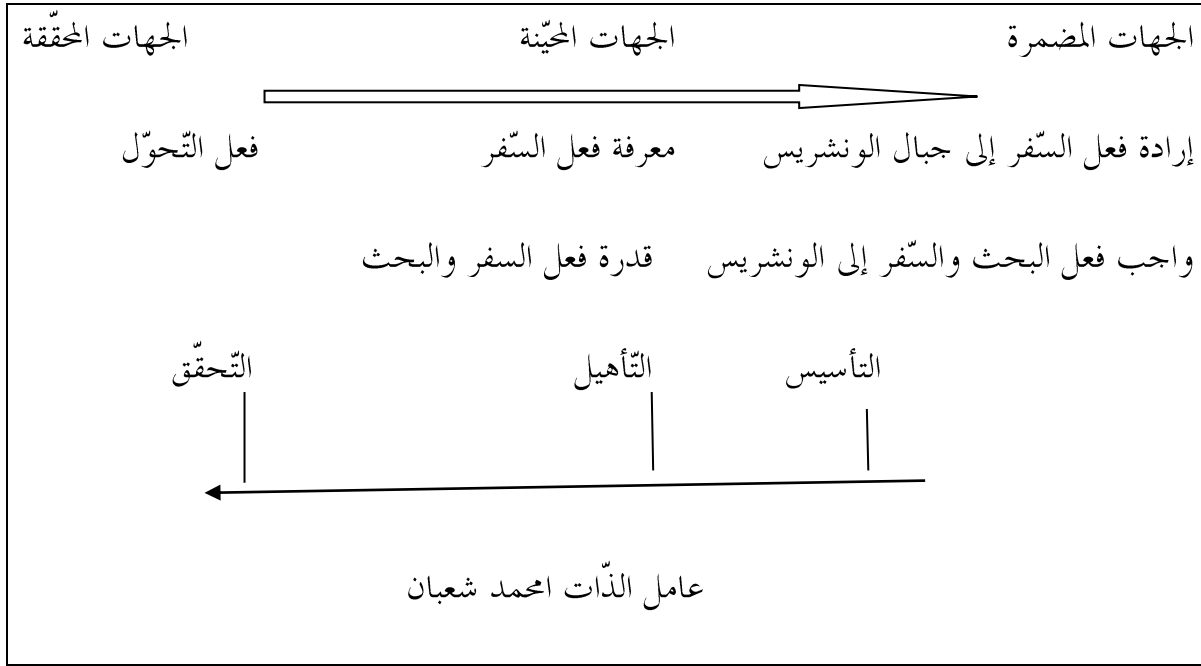 الجهات المضمرة الجهات المحيّنة الجهات المحقّقة
إرادة فعل السّفر إلى جبال الونشريس معرفة فعل السّفر فعل التّحوّل
واجب فعل البحث والسّفر إلى الونشريس قدرة فعل السفر والبحث
التأسيس التّأهيل التّحقّق
عامل الذّات امحمد شعبان